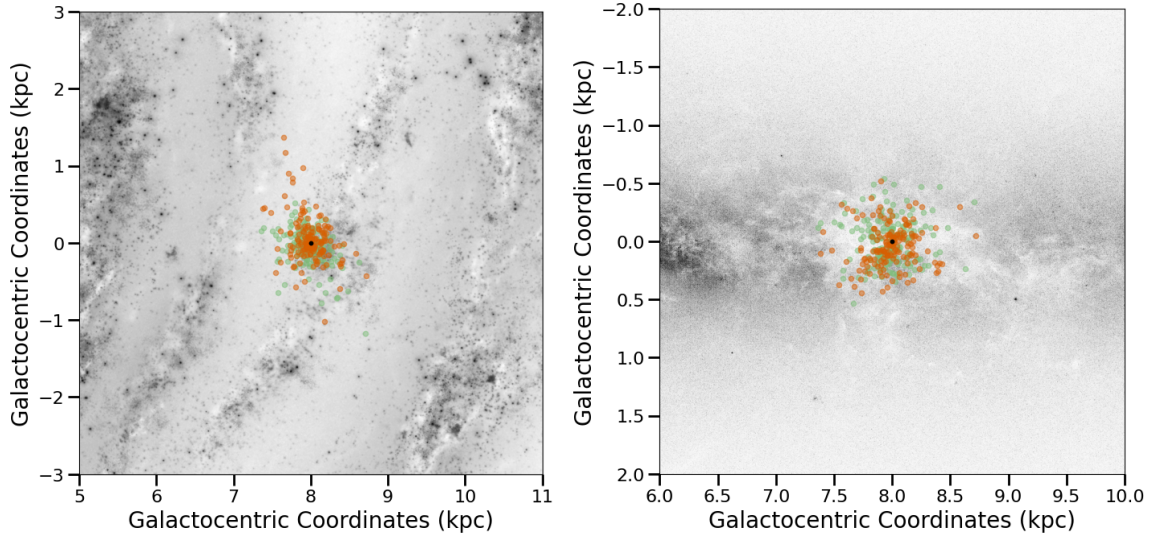 3
2
1
0
−1
−2
−3
5 6 7 8 9 10 11
Galactocentric Coordinates (kpc)
Galactocentric Coordinates (kpc)
−2.0
−1.5
−1.0
−0.5
0.0
0.5
1.0
1.5
2.0
6.0 6.5 7.0 7.5 8.0 8.5 9.0 9.5 10.0
Galactocentric Coordinates (kpc)
Galactocentric Coordinates (kpc)